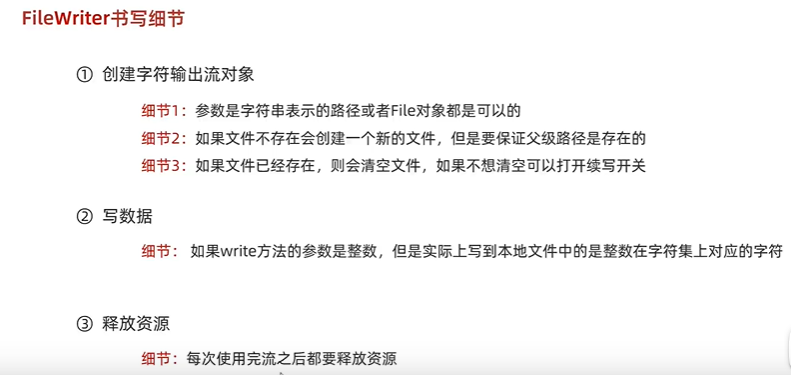 FileWriter书写细节
① 创建字符输出流对象
细节1：参数是字符串表示的路径或者File对象都是可以的
细节2：如果文件不存在会创建一个新的文件，但是要保证父级路径是存在的
细节3：如果文件已经存在，则会清空文件，如果不想清空可以打开续写开关
② 写数据
细节： 如果write方法的参数是整数，但是实际上写到本地文件中的是整数在字符集上对应的字符
③ 释放资源
细节：每次使用完流之后都要释放资源